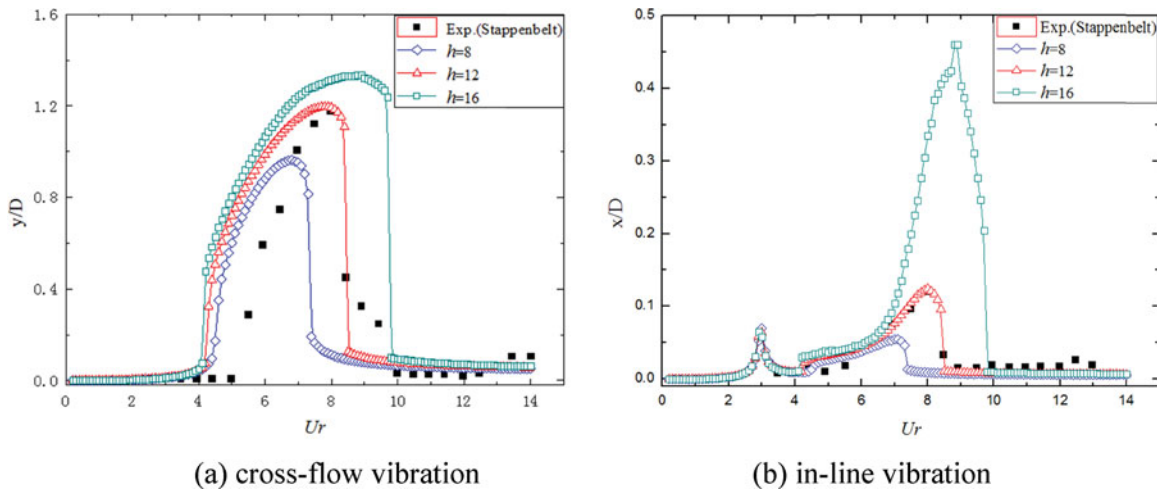 Exp.(Stappenbelt)
h=8
h=12
h=16
y/D
1.6
1.2
0.8
0.4
0.0
0 2 4 6 8 10 12 14
Ur
(a) cross-flow vibration
Exp.(Stappenbelt)
h=8
h=12
h=16
x/D
0.5
0.4
0.3
0.2
0.1
0.0
0 2 4 6 8 10 12 14
Ur
(b) in-line vibration